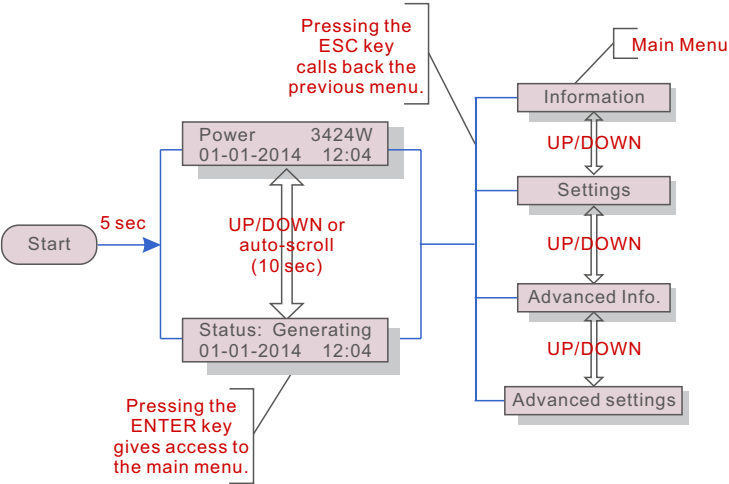 Pressing the
ESC key
calls back the
previous menu.
Main Menu
Information
UP/DOWN
Settings
UP/DOWN
Advanced Info.
UP/DOWN
Advanced settings
Power 3424W
01-01-2014 12:04
Start
5 sec
UP/DOWN or
auto-scroll
(10 sec)
Status: Generating
01-01-2014 12:04
Pressing the
ENTER key
gives access to
the main menu.